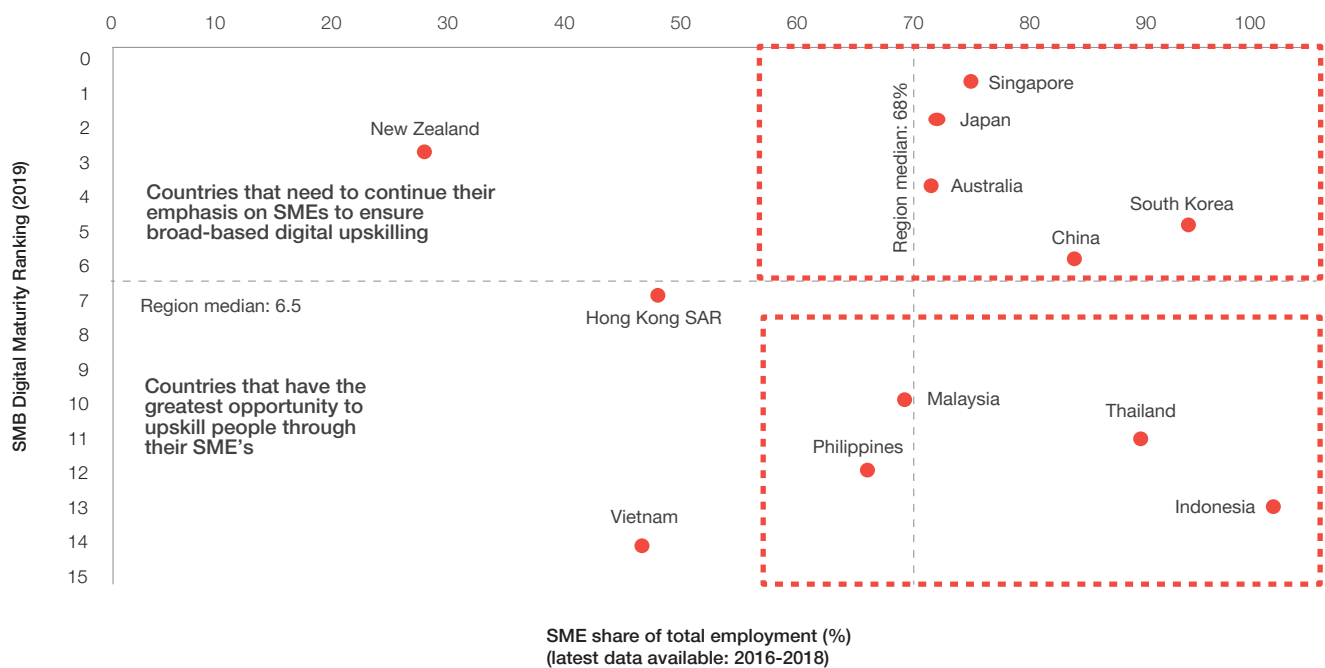 0 10 20 30 40 50 60 70 80 90 100
SMB Digital Maturity Ranking (2019)
0
1
2
3
4
5
6
7
8
9
10
11
12
13
14
15
Region median: 68%
Singapore
Japan
New Zealand
Australia
Countries that need to continue their
emphasis on SMEs to ensure
broad-based digital upskilling
South Korea
China
Region median: 6.5
Hong Kong SAR
Countries that have the
greatest opportunity to
upskill people through
their SME’s
Malaysia
Thailand
Philippines
Indonesia
Vietnam
SME share of total employment (%)
(latest data available: 2016-2018)